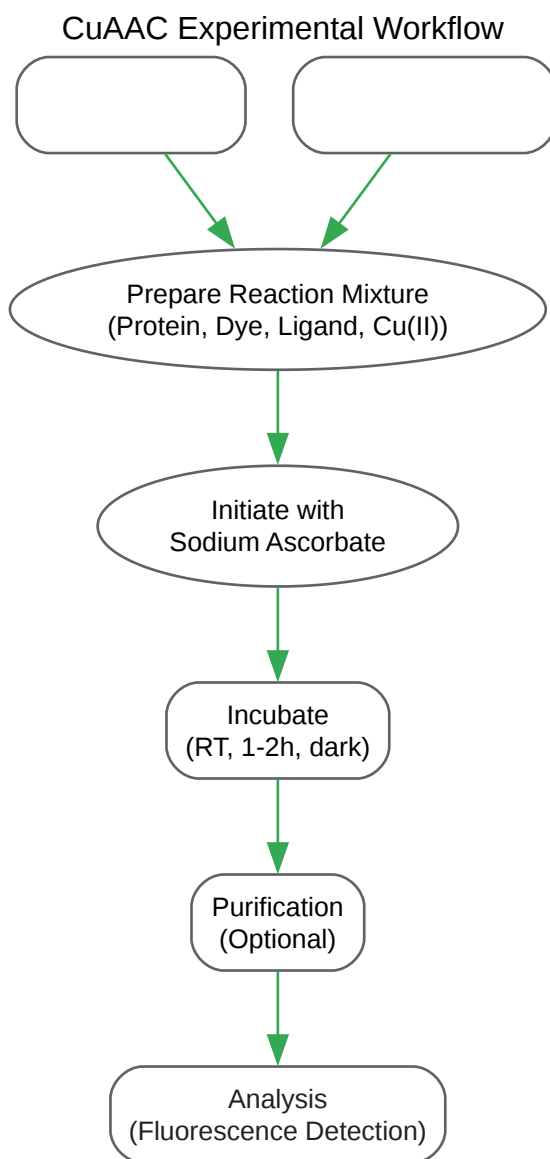 CuAAC Experimental Workflow
Prepare Reaction Mixture
(Protein, Dye, Ligand, Cu(II))
Initiate with
Sodium Ascorbate
Incubate
(RT, 1-2h, dark)
Purification
(Optional)
Analysis
(Fluorescence Detection)